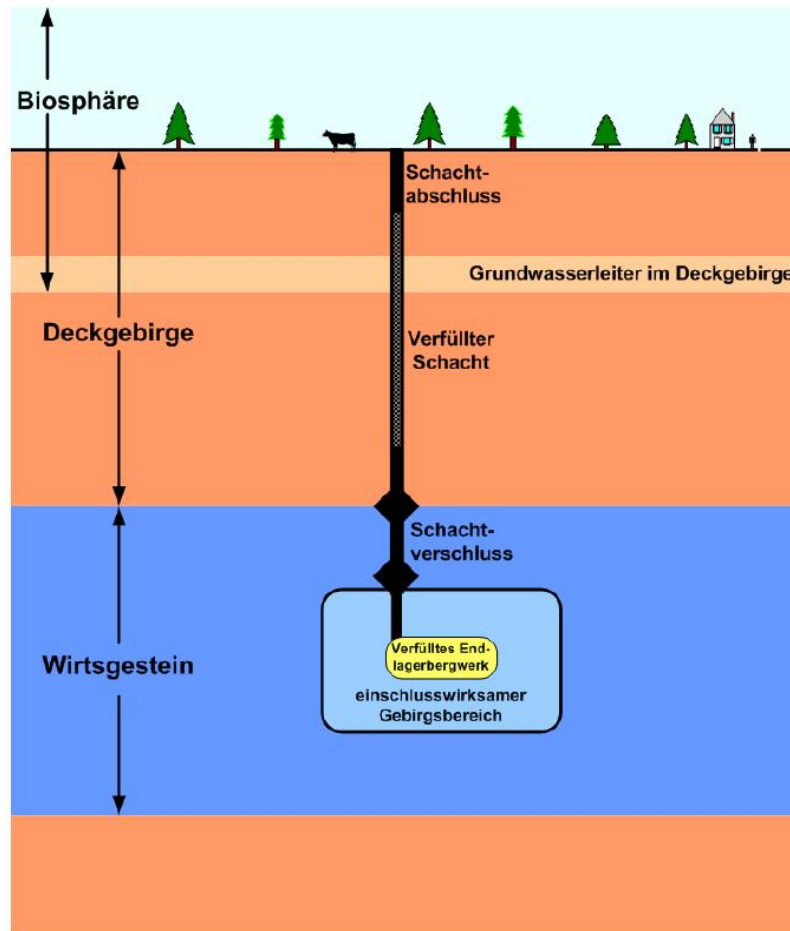 Biosphäre
Schacht-
abschluss
Grundwasserleiter im Deckgebirge
Deckgebirge
Verfüllter
Schacht
Schacht-
verschluss
Wirtsgestein
Verfülltes End-
lagerbergwerk
einschlusswirksamer
Gebirgsbereich